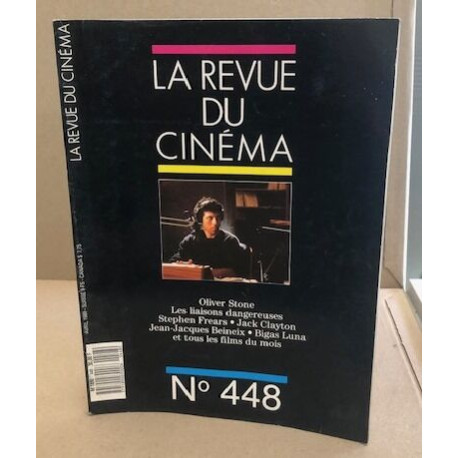 LA REVUE DU CINÉMA
LA REVUE
DU
CINÉMA
Oliver Stone
Les liaisons dangereuses
Stephen Frears • Jack Clayton
Jean-Jacques Beineix • Bigas Luna
et tous les films du mois
Nº 448